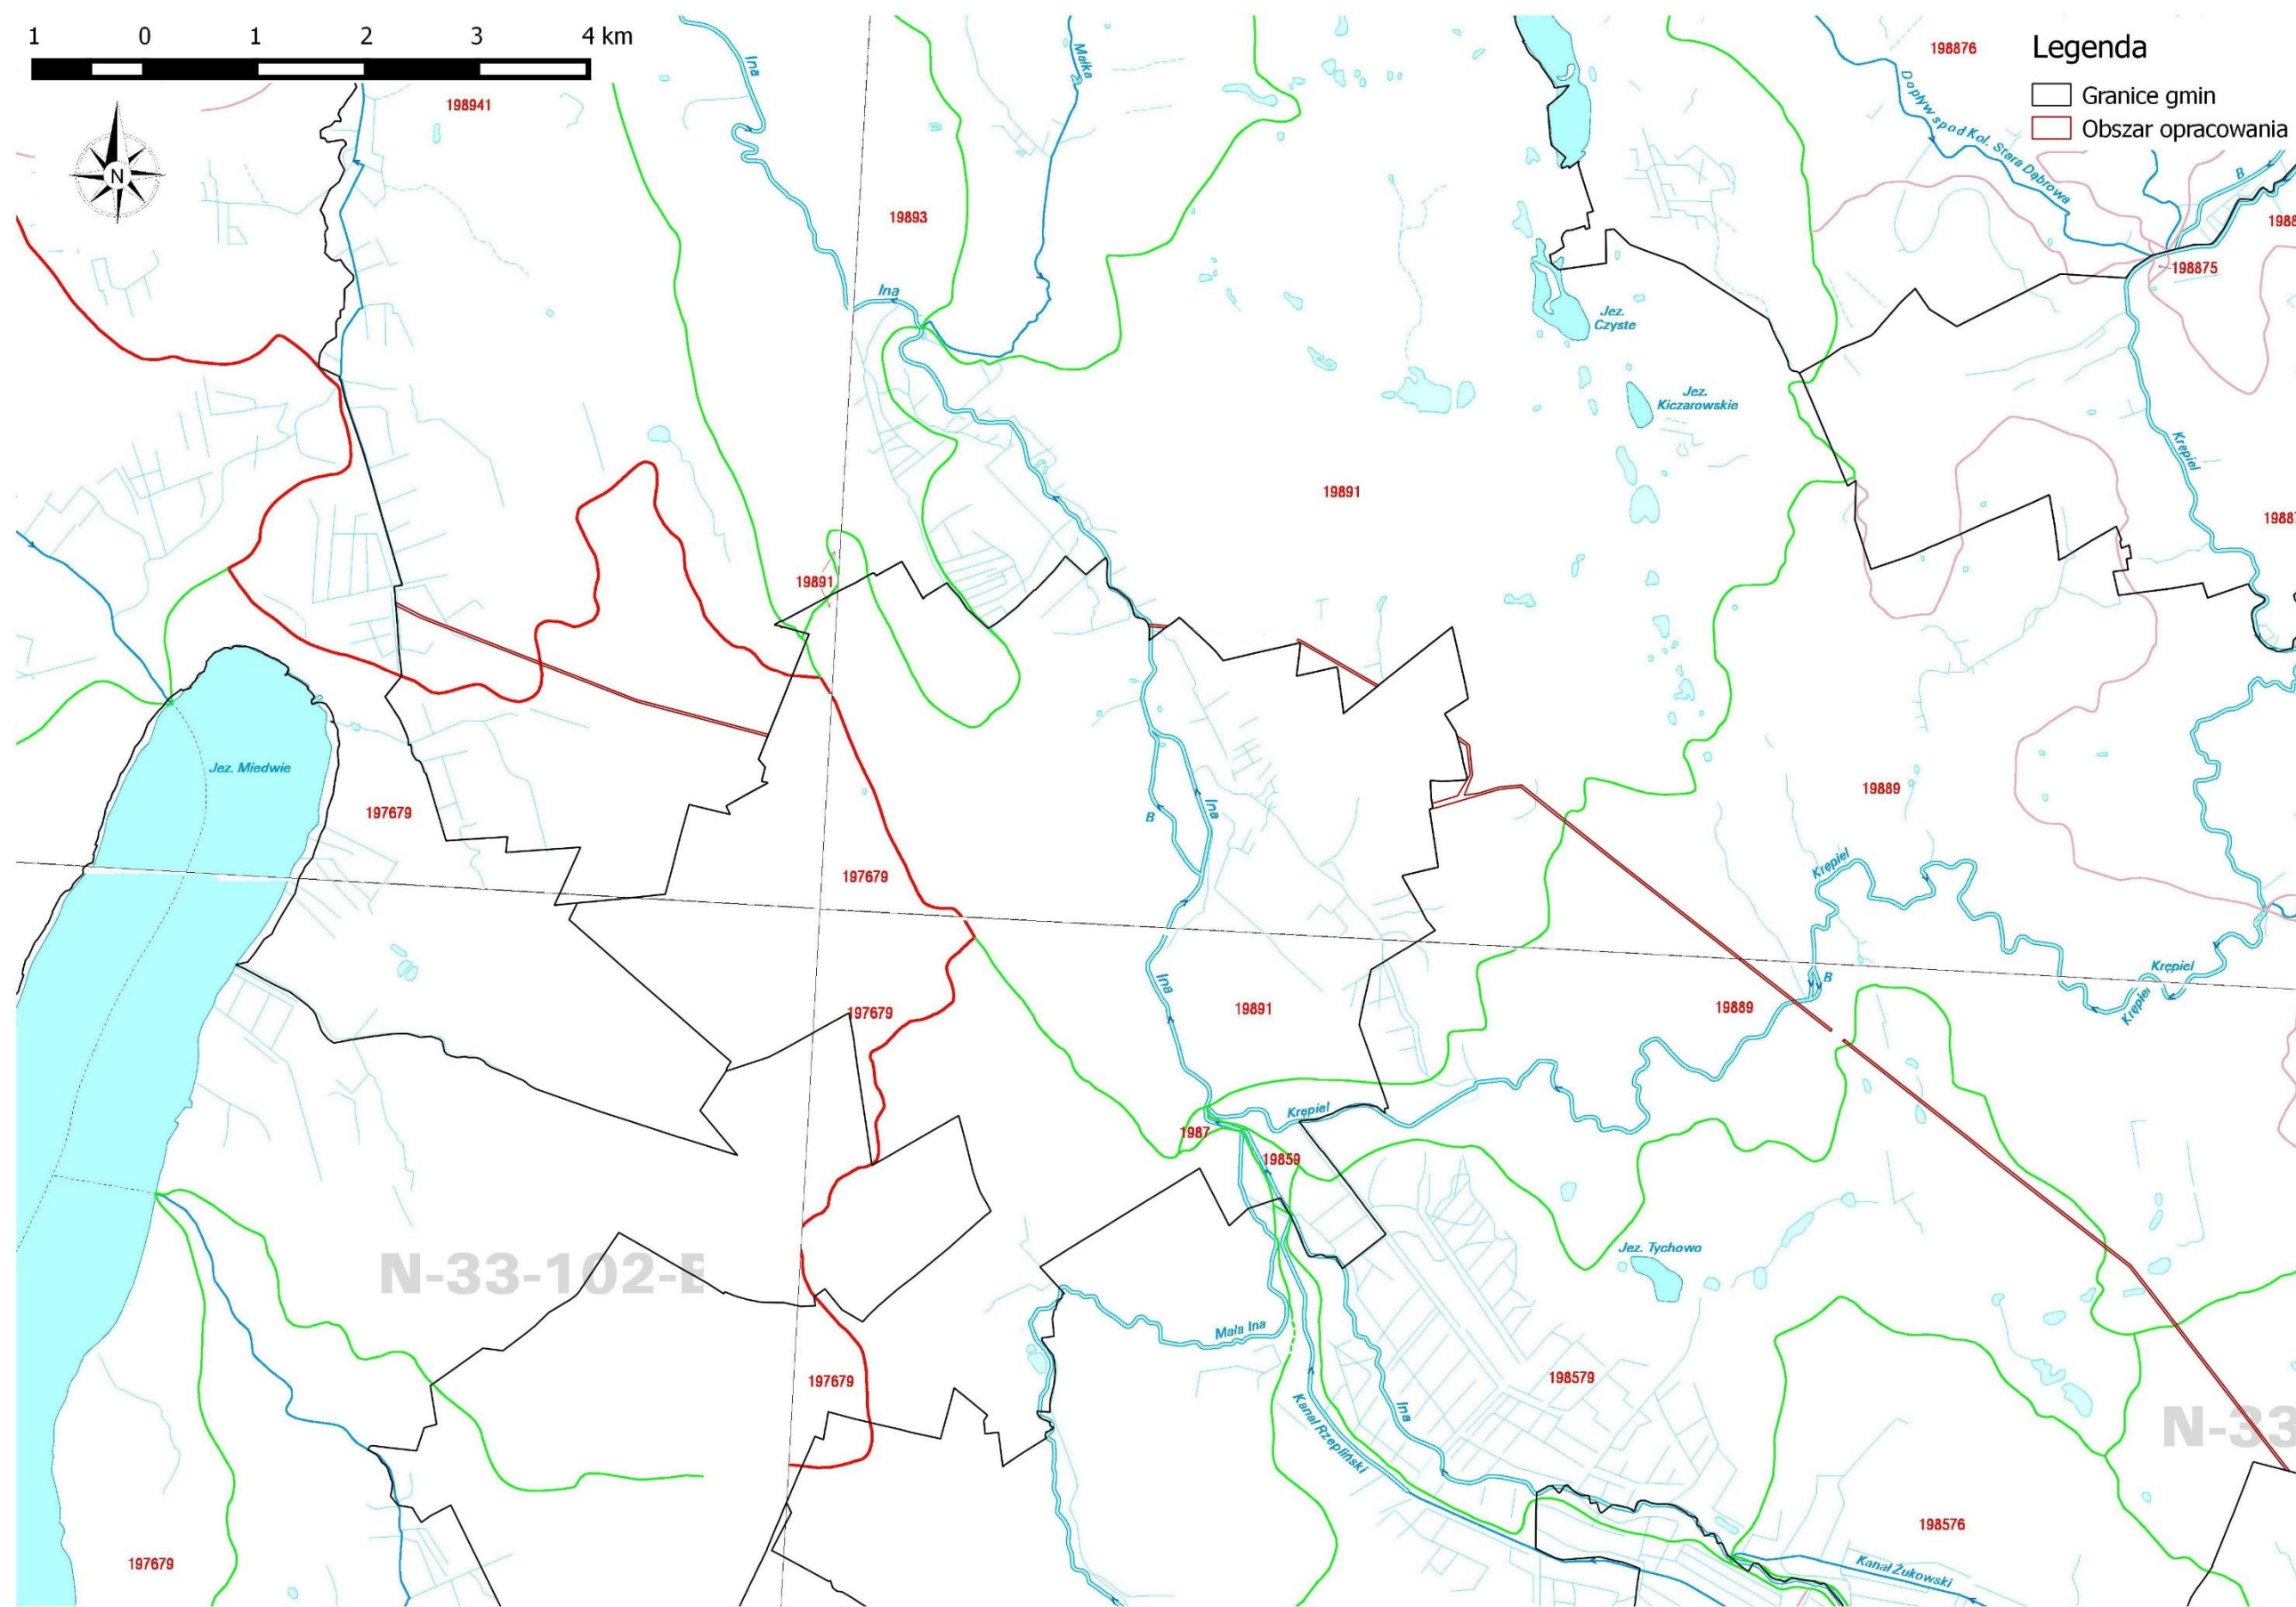 1 0 1 2 3 4 km
Legenda
Granice gmin
Obszar opracowania
N
Ina
Małka
198876
198941
Dopływ spod Kol. Stara Dąbrowa
B
19893
198875
Ina
Jez.
Czyste
Jez.
Kiczarowskie
Krępiel
19891
19891
Jez. Miedwie
19889
197679
Ina
B
197679
Krępiel
Krępiel
Krępiel
B
Ina
19891
19889
197679
Krępiel
1987
19859
Jez. Tychowo
N-33-102-
Mała Ina
197679
198579
Ina
Kanał Rzepliński
N-33
198576
197679
Kanał Żukowski